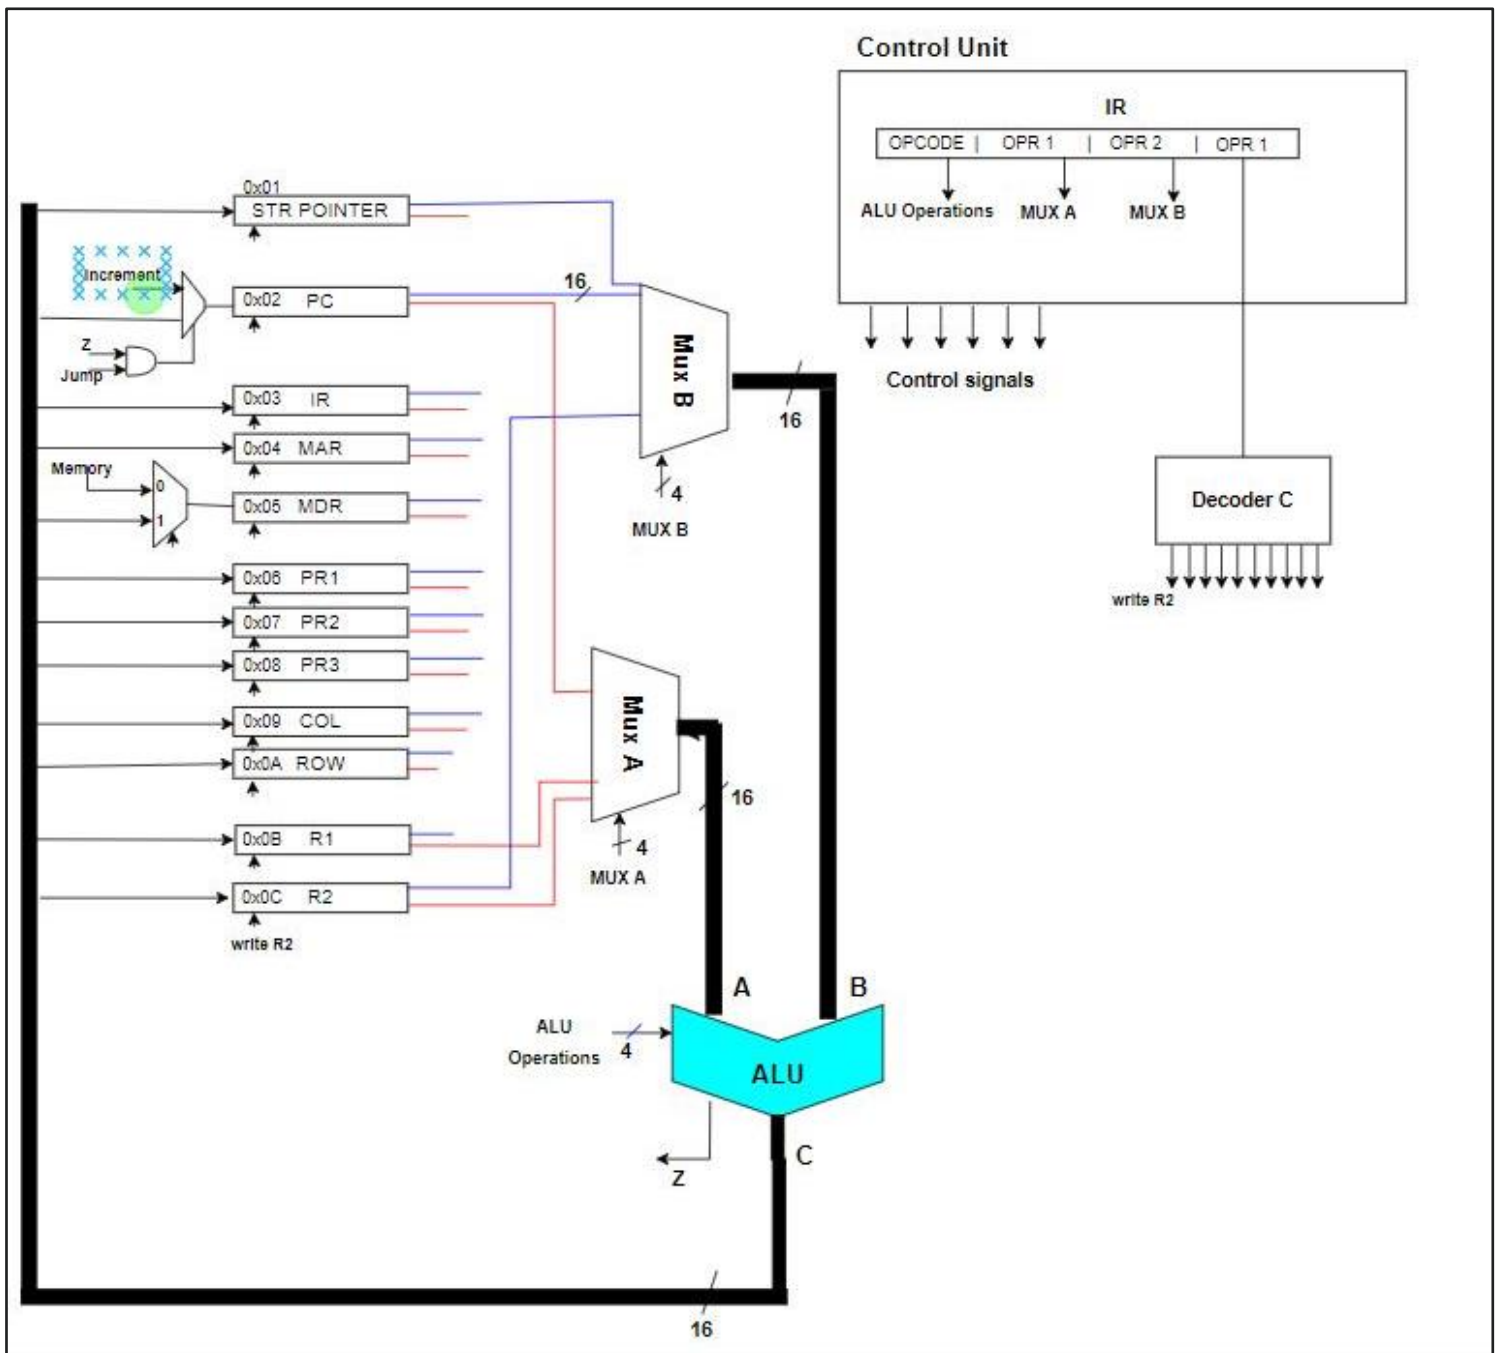 Control Unit
IR
OPCODE | OPR 1 | OPR 2 | OPR 1
ALU Operations MUX A MUX B
Control signals
Decoder C
write R2
0x01
STR POINTER
Increment
0x02 PC
Z
Jump
0x03 IR
0x04 MAR
Memory
0
1
0x05 MDR
0x06 PR1
0x07 PR2
0x08 PR3
0x09 COL
0x0A ROW
0x0B R1
0x0C R2
write R2
16
Mux B
4
MUX B
16
Mux A
4
MUX A
16
A
B
ALU
Operations
4
ALU
Z
C
16